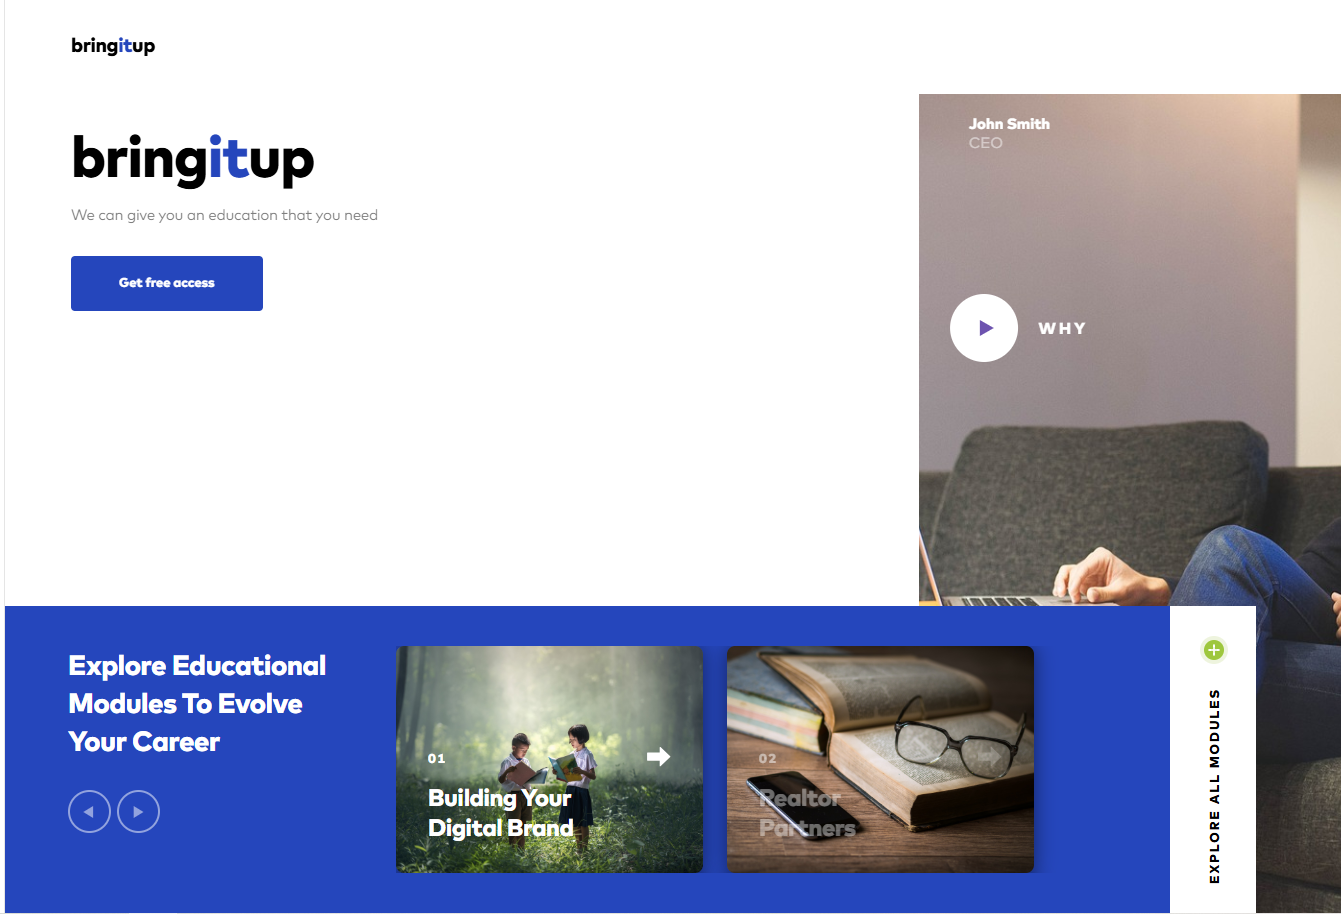 bringitup
bringitup
We can give you an education that you need
Get free access
John Smith
CEO
WHY
Explore Educational
Modules To Evolve
Your Career
01
Building Your
Digital Brand
02
Realtor
Partners
EXPLORE ALL MODULES